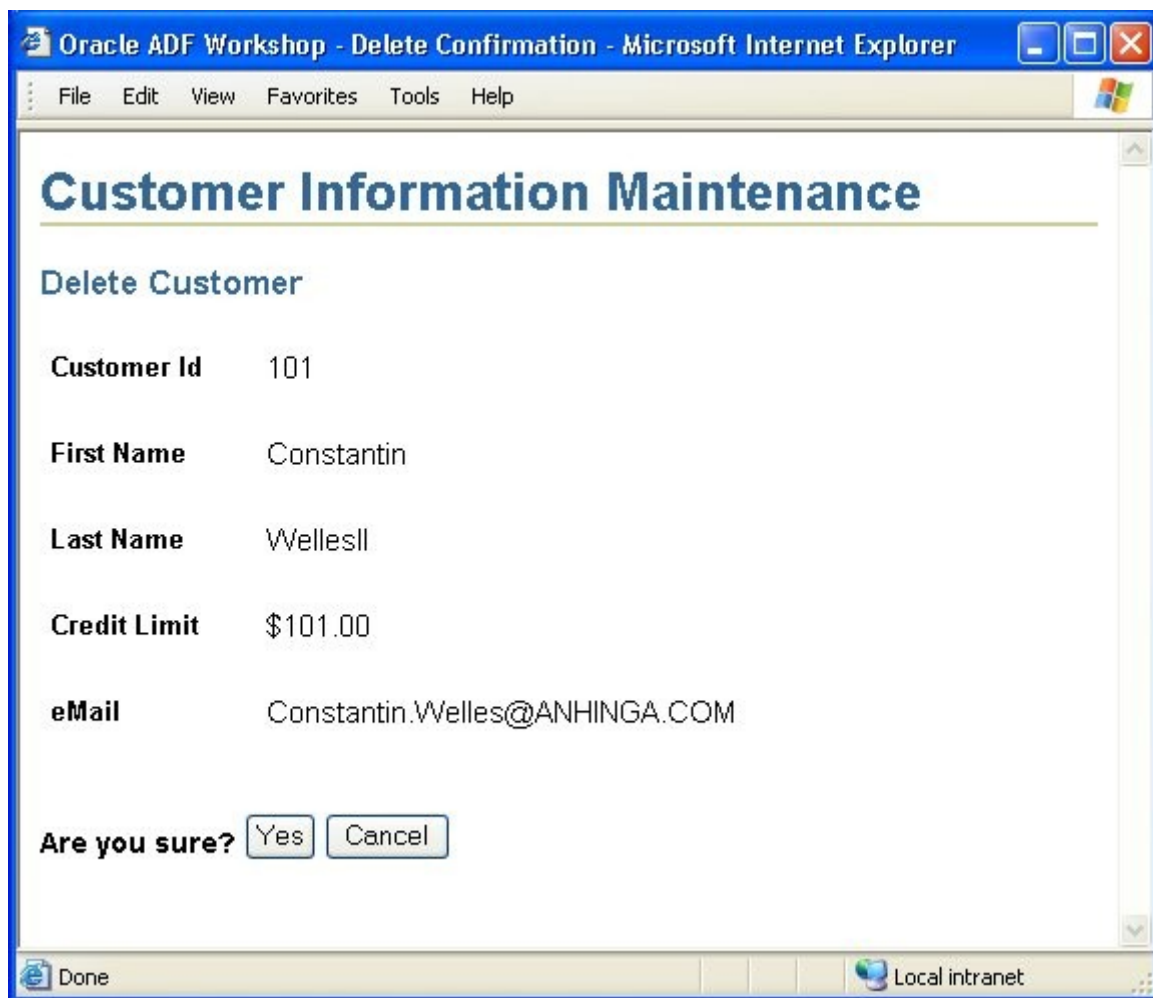 Oracle ADF Workshop - Delete Confirmation - Microsoft Internet Explorer
File Edit View Favorites Tools Help
Customer Information Maintenance
Delete Customer
Customer Id 101
First Name Constantin
Last Name Wellesll
Credit Limit $101.00
eMail Constantin.Welles@ANHINGA.COM
Are you sure? Yes Cancel
Done Local intranet